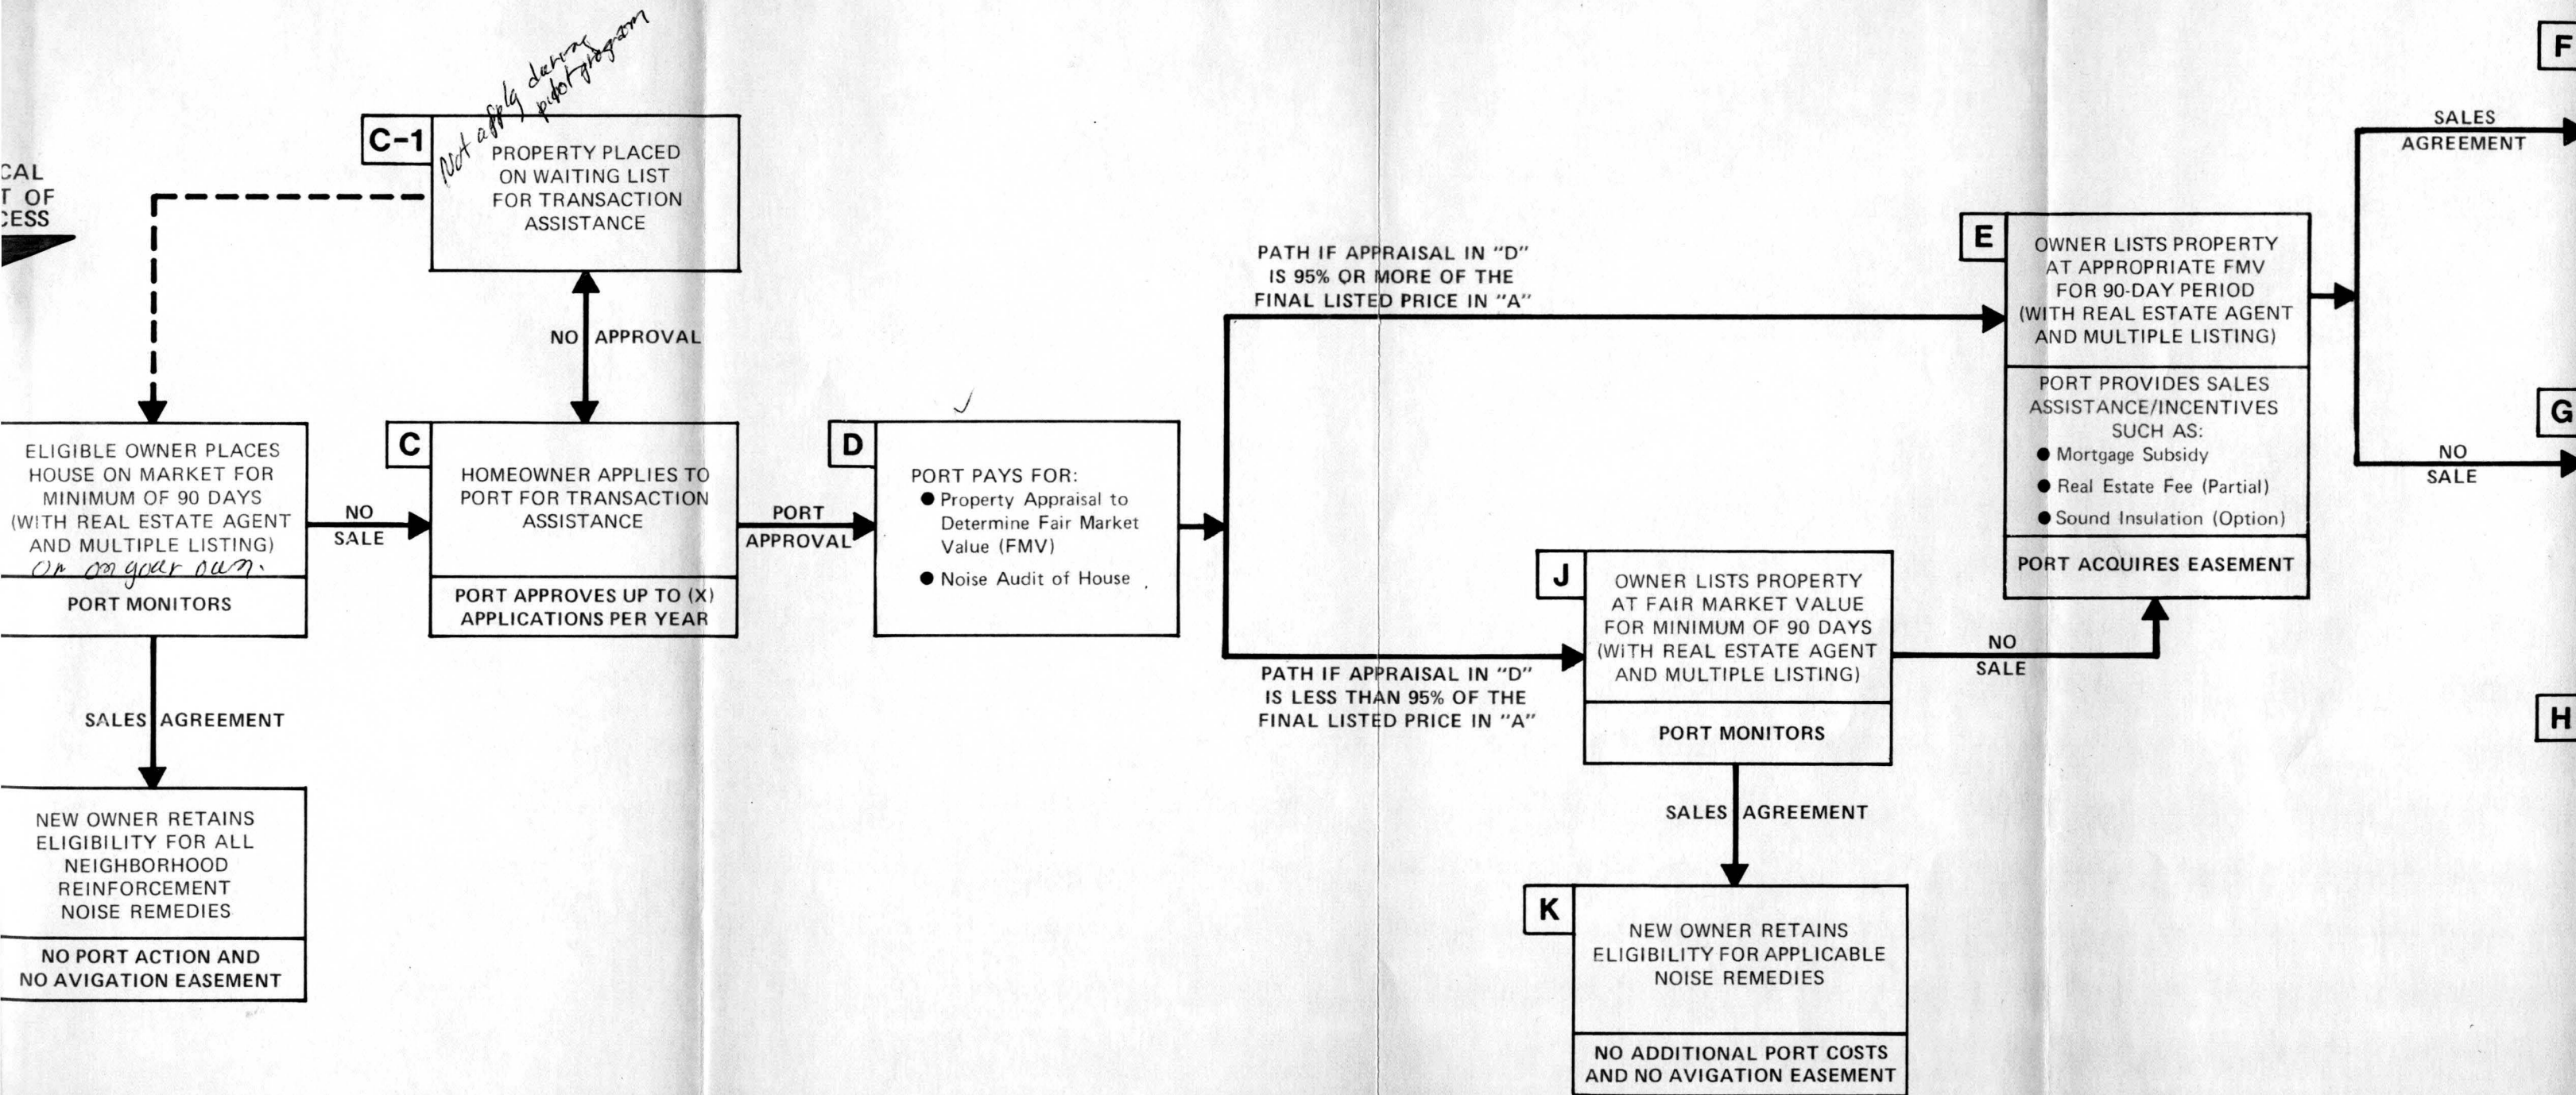 CAL
T OF
CESS
Not apply during
pilot program
C-1
PROPERTY PLACED
ON WAITING LIST
FOR TRANSACTION
ASSISTANCE
NO APPROVAL
ELIGIBLE OWNER PLACES
HOUSE ON MARKET FOR
MINIMUM OF 90 DAYS
(WITH REAL ESTATE AGENT
AND MULTIPLE LISTING)
or on your own.
PORT MONITORS
NO
SALE
SALES AGREEMENT
NEW OWNER RETAINS
ELIGIBILITY FOR ALL
NEIGHBORHOOD
REINFORCEMENT
NOISE REMEDIES
NO PORT ACTION AND
NO AVIGATION EASEMENT
C
HOMEOWNER APPLIES TO
PORT FOR TRANSACTION
ASSISTANCE
PORT APPROVES UP TO (X)
APPLICATIONS PER YEAR
PORT
APPROVAL
D
PORT PAYS FOR:
● Property Appraisal to
Determine Fair Market
Value (FMV)
● Noise Audit of House
PATH IF APPRAISAL IN "D"
IS 95% OR MORE OF THE
FINAL LISTED PRICE IN "A"
PATH IF APPRAISAL IN "D"
IS LESS THAN 95% OF THE
FINAL LISTED PRICE IN "A"
J
OWNER LISTS PROPERTY
AT FAIR MARKET VALUE
FOR MINIMUM OF 90 DAYS
(WITH REAL ESTATE AGENT
AND MULTIPLE LISTING)
PORT MONITORS
SALES AGREEMENT
K
NEW OWNER RETAINS
ELIGIBILITY FOR APPLICABLE
NOISE REMEDIES
NO ADDITIONAL PORT COSTS
AND NO AVIGATION EASEMENT
NO
SALE
E
OWNER LISTS PROPERTY
AT APPROPRIATE FMV
FOR 90-DAY PERIOD
(WITH REAL ESTATE AGENT
AND MULTIPLE LISTING)
PORT PROVIDES SALES
ASSISTANCE/INCENTIVES
SUCH AS:
● Mortgage Subsidy
● Real Estate Fee (Partial)
● Sound Insulation (Option)
PORT ACQUIRES EASEMENT
SALES
AGREEMENT
NO
SALE
F
G
H